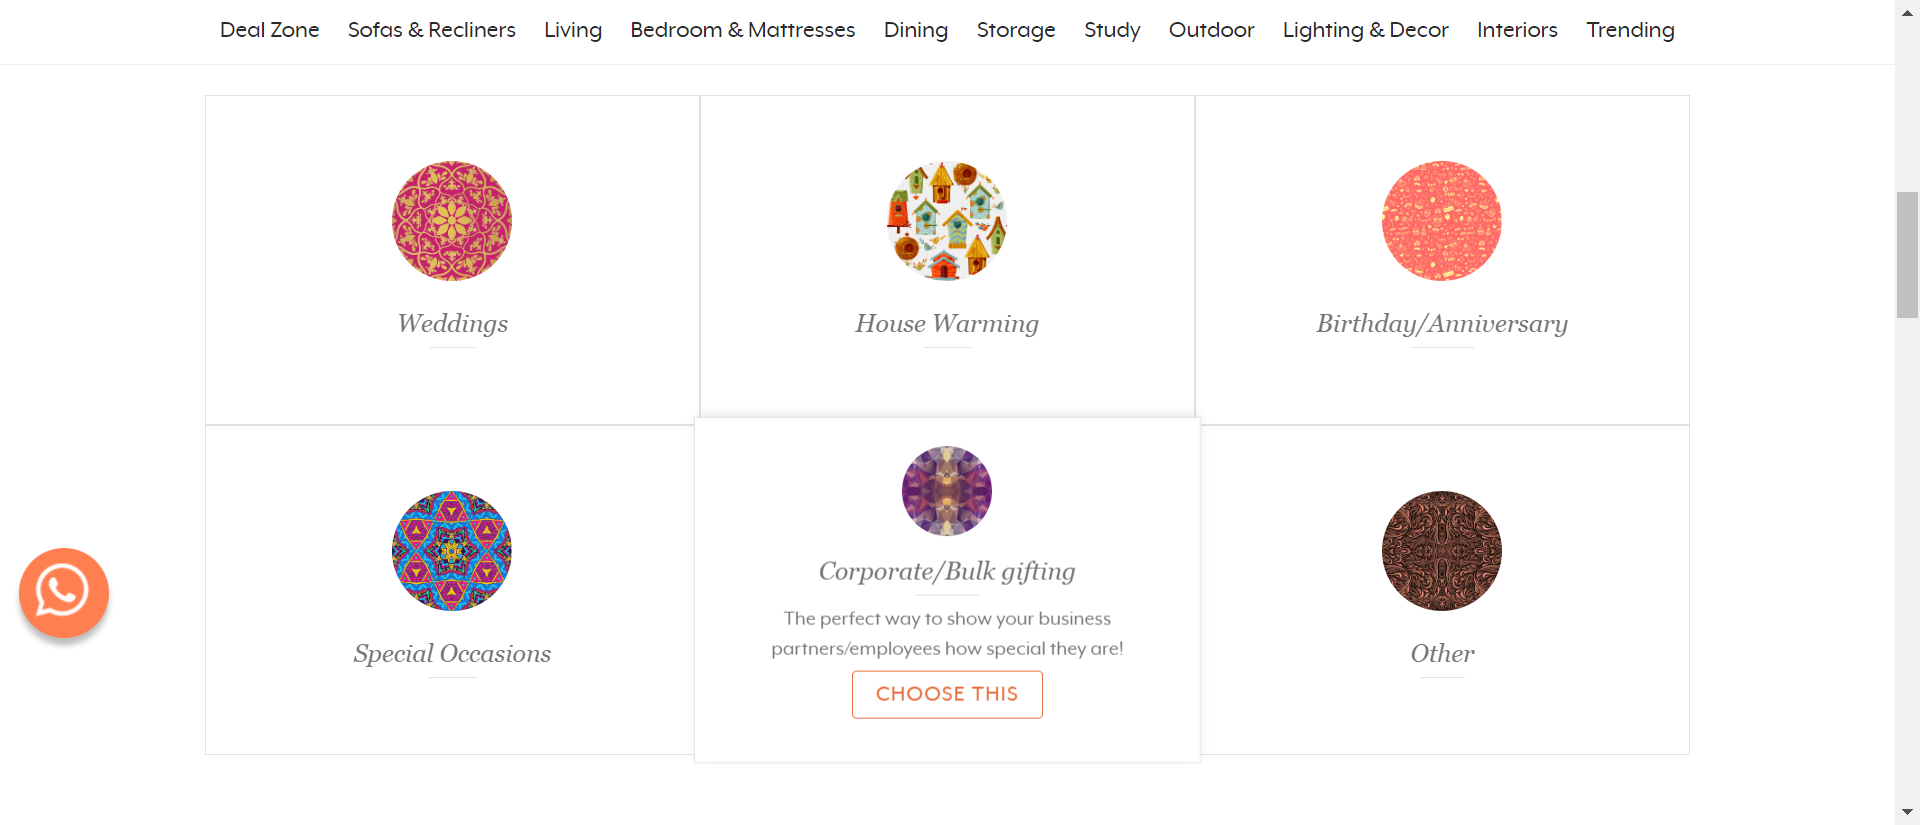 Deal Zone Sofas & Recliners Living Bedroom & Mattresses Dining Storage Study Outdoor Lighting & Decor Interiors Trending
Weddings
House Warming
Birthday/Anniversary
Special Occasions
Corporate/Bulk gifting
The perfect way to show your business
partners/employees how special they are!
CHOOSE THIS
Other